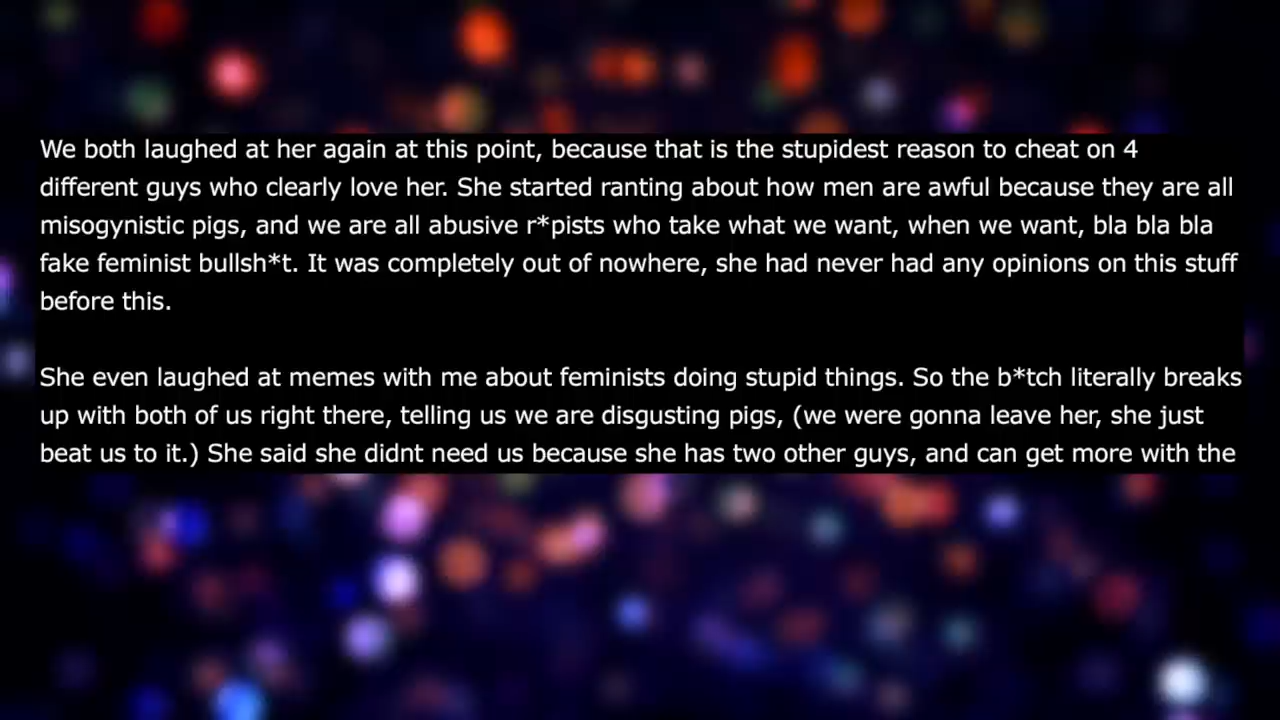 We both laughed at her again at this point, because that is the stupidest reason to cheat on 4
different guys who clearly love her. She started ranting about how men are awful because they are all
misogynistic pigs, and we are all abusive r*pists who take what we want, when we want, bla bla bla
fake feminist bullsh*t. It was completely out of nowhere, she had never had any opinions on this stuff
before this.
She even laughed at memes with me about feminists doing stupid things. So the b*tch literally breaks
up with both of us right there, telling us we are disgusting pigs, (we were gonna leave her, she just
beat us to it.) She said she didnt need us because she has two other guys, and can get more with the